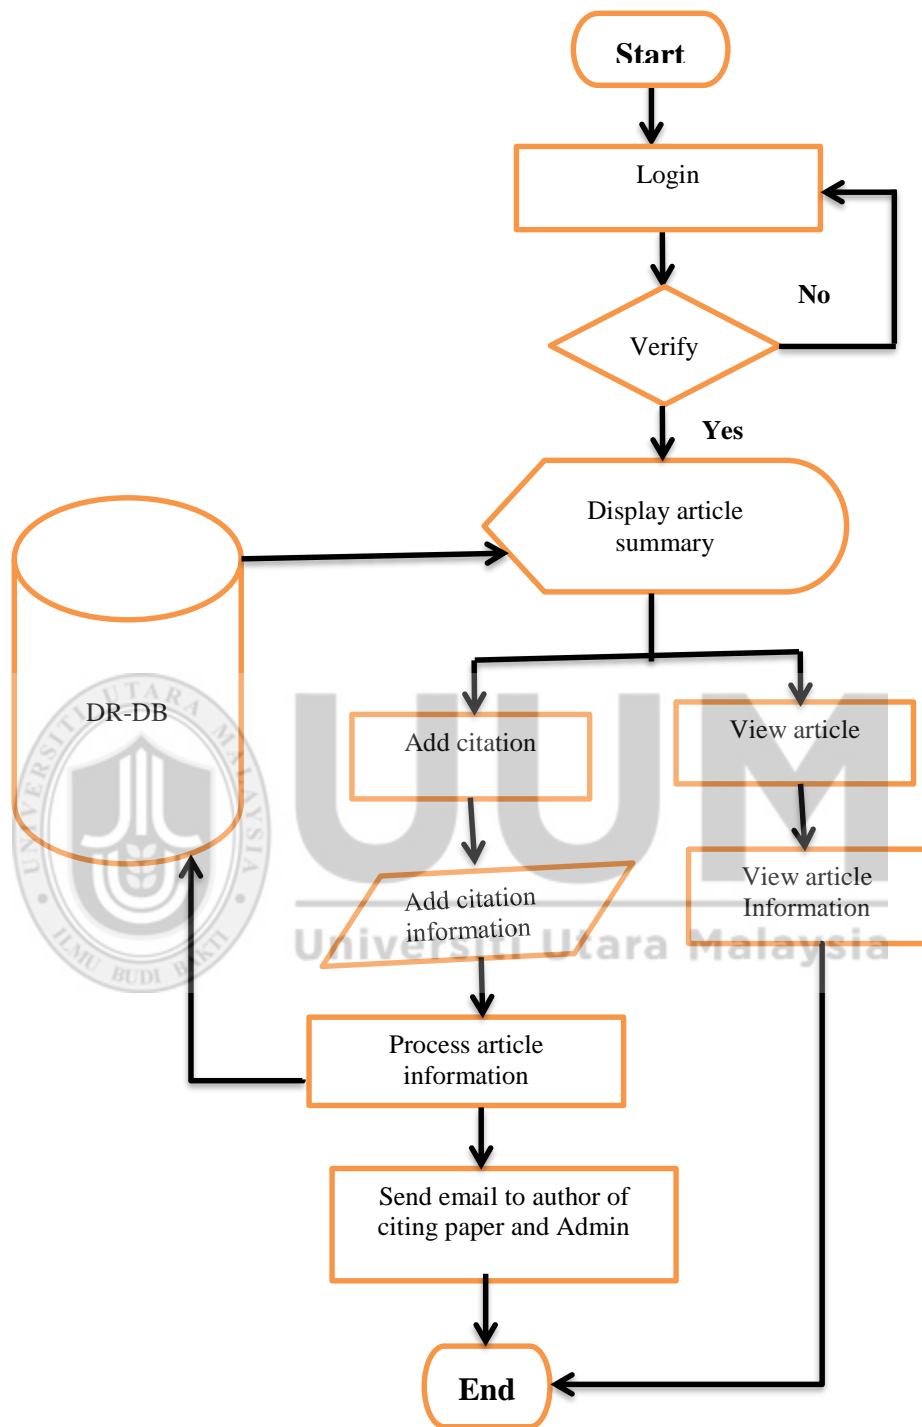 Start
Login
No
Verify
Yes
Display article
summary
DR-DB
Add citation
View article
Add citation
information
View article
Information
UNIVERSITI UTARA MALAYSIA
ILMU BUDI BAKTI
UUM
Universiti Utara Malaysia
Process article
information
Send email to author of
citing paper and Admin
End